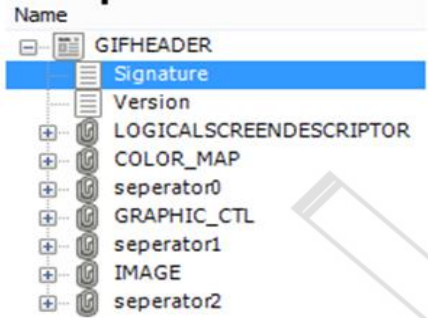 Name
GIFHEADER
Signature
Version
LOGICALSCREENDESCRIPTOR
COLOR_MAP
seperator0
GRAPHIC_CTL
seperator1
IMAGE
seperator2